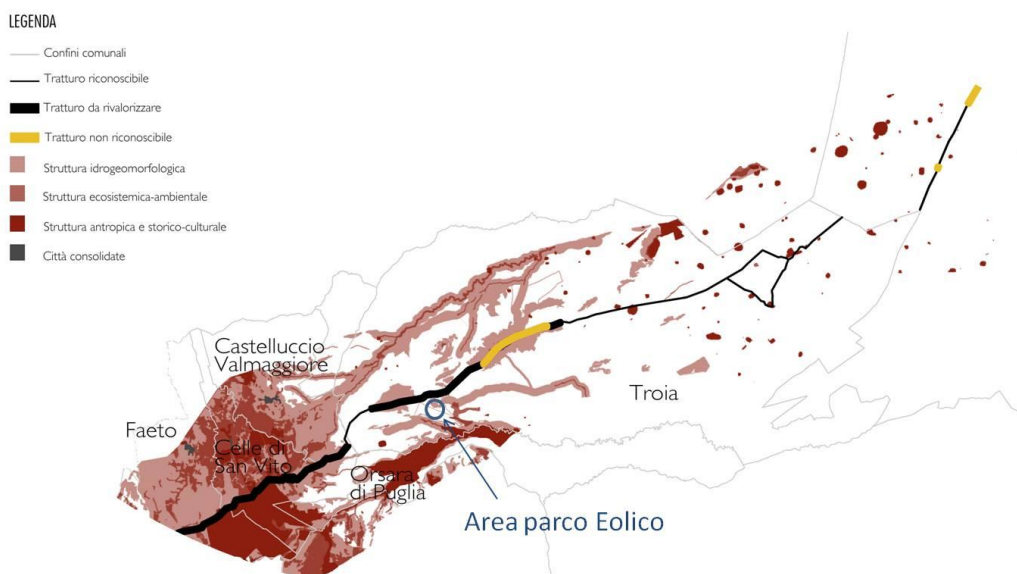 LEGENDA
Confini comunali
Tratturo riconoscibile
Tratturo da rivalorizzare
Tratturo non riconoscibile
Struttura idrogeomorfologica
Struttura ecosistemica-ambientale
Struttura antropica e storico-culturale
Città consolidate
Castelluccio
Valmaggiore
Faeto
Celle di
San Vito
Orsara
di Puglia
Troia
Area parco Eolico